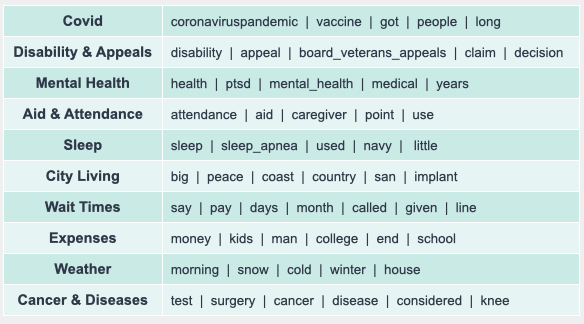 Covid coronaviruspandemic | vaccine | got | people | long
Disability & Appeals disability | appeal | board_veterans_appeals | claim | decision
Mental Health health | ptsd | mental_health | medical | years
Aid & Attendance attendance | aid | caregiver | point | use
Sleep sleep | sleep_apnea | used | navy | little
City Living big | peace | coast | country | san | implant
Wait Times say | pay | days | month | called | given | line
Expenses money | kids | man | college | end | school
Weather morning | snow | cold | winter | house
Cancer & Diseases test | surgery | cancer | disease | considered | knee